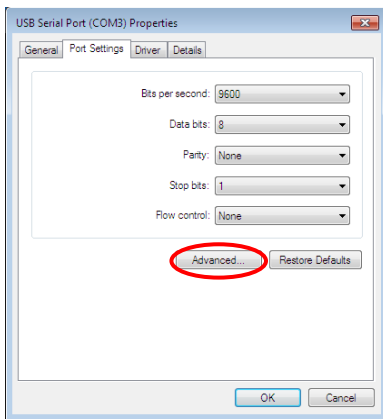 USB Serial Port (COM3) Properties
General Port Settings Driver Details
Bits per second: 9600
Data bits: 8
Parity: None
Stop bits: 1
Flow control: None
Advanced... Restore Defaults
OK Cancel